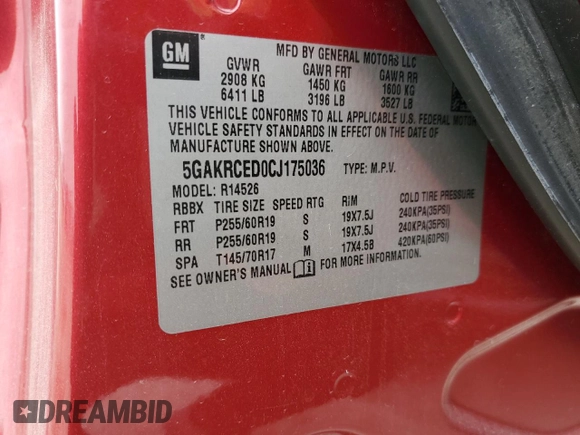 GM
MFD BY GENERAL MOTORS LLC
GVWR GAWR FRT GAWR RR
2908 KG 1450 KG 1600 KG
6411 LB 3196 LB 3527 LB
THIS VEHICLE CONFORMS TO ALL APPLICABLE U.S. FEDERAL MOTOR
VEHICLE SAFETY STANDARDS IN EFFECT ON THE DATE OF
MANUFACTURE SHOWN ABOVE.
5GAKRCED0CJ175036 TYPE: M.P.V.
MODEL: R14526
RBBX TIRE SIZE SPEED RTG RIM COLD TIRE PRESSURE
FRT P255/60R19 S 19X7.5J 240KPA(35PSI)
RR P255/60R19 S 19X7.5J 240KPA(35PSI)
SPA T145/70R17 M 17X4.5B 420KPA(60PSI)
SEE OWNER'S MANUAL FOR MORE INFORMATION.
DREAMBID